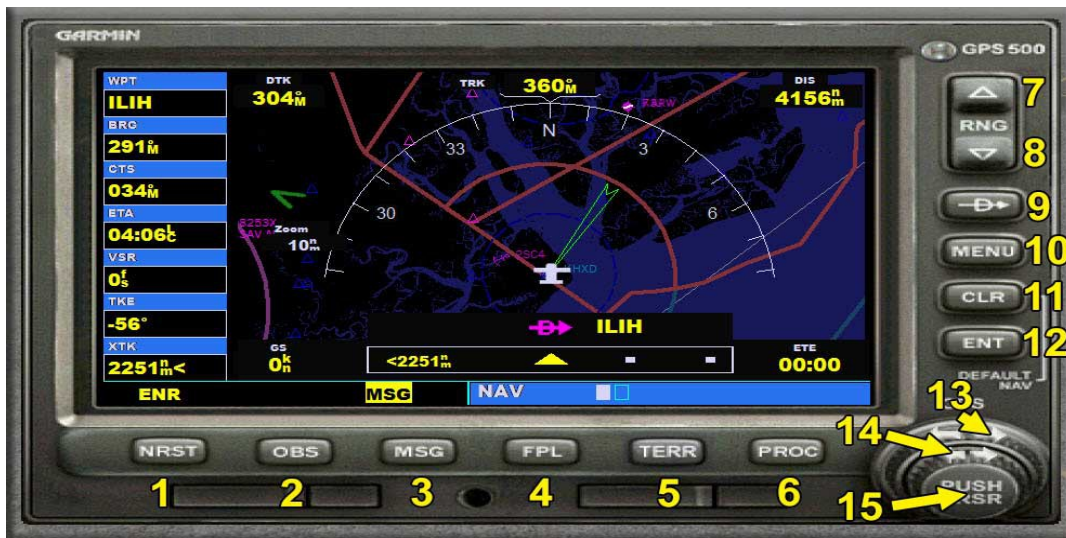 GARMIN
GPS 500
WPT
ILIH
BRG
291°M
CTS
034°M
ETA
04:06LC
VSR
0fs
TKE
-56°
XTK
2251nm<
DTK
304°M
TRK
360°M
DIS
4156nm
N
33
3
30
6
KBRW
Zoom
10nm
HXD
ILIH
GS
0kn
<2251nm
ETE
00:00
ENR
MSG
NAV
RNG
7
8
9
MENU
10
CLR
11
ENT
12
DEFAULT
NAV
13
14
15
PUSH
CRSR
NRST
OBS
MSG
FPL
TERR
PROC
1
2
3
4
5
6